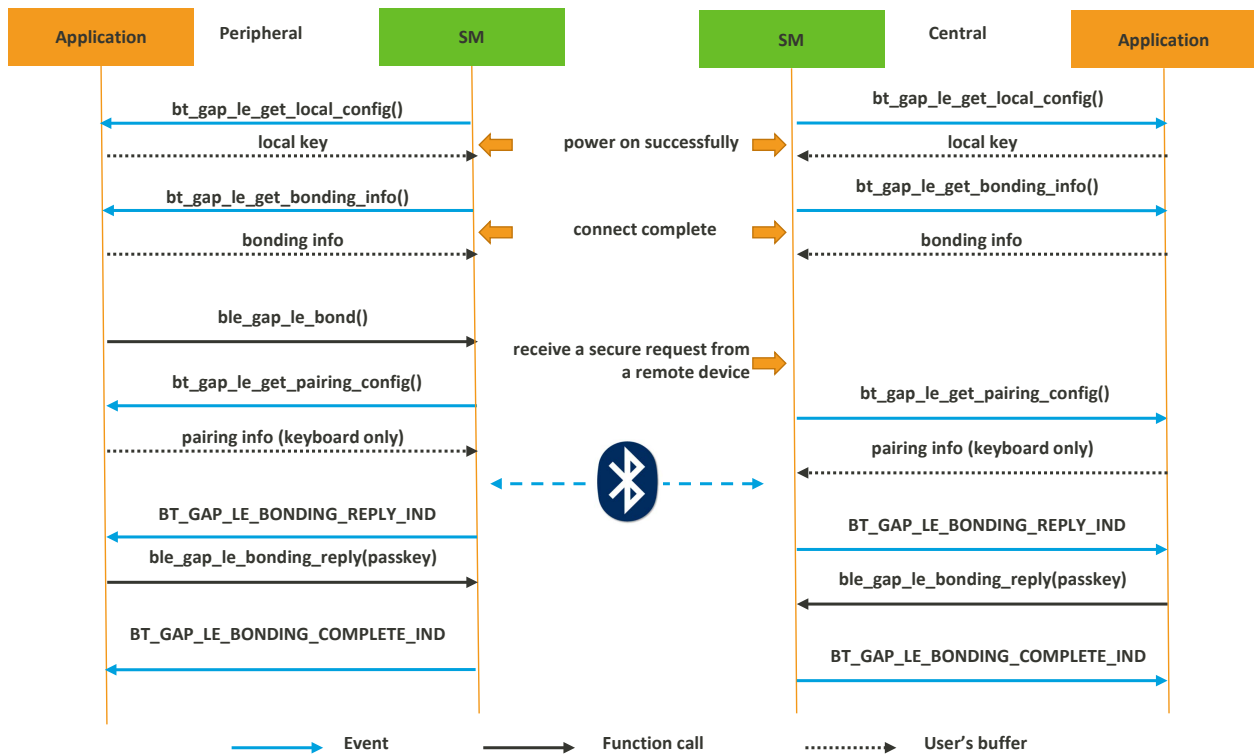 Application Peripheral SM SM Central Application
bt_gap_le_get_local_config() bt_gap_le_get_local_config()
local key power on successfully local key
bt_gap_le_get_bonding_info() bt_gap_le_get_bonding_info()
bonding info connect complete bonding info
ble_gap_le_bond()
receive a secure request from
a remote device
bt_gap_le_get_pairing_config() bt_gap_le_get_pairing_config()
pairing info (keyboard only) pairing info (keyboard only)
BT_GAP_LE_BONDING_REPLY_IND BT_GAP_LE_BONDING_REPLY_IND
ble_gap_le_bonding_reply(passkey) ble_gap_le_bonding_reply(passkey)
BT_GAP_LE_BONDING_COMPLETE_IND BT_GAP_LE_BONDING_COMPLETE_IND
Event Function call User's buffer